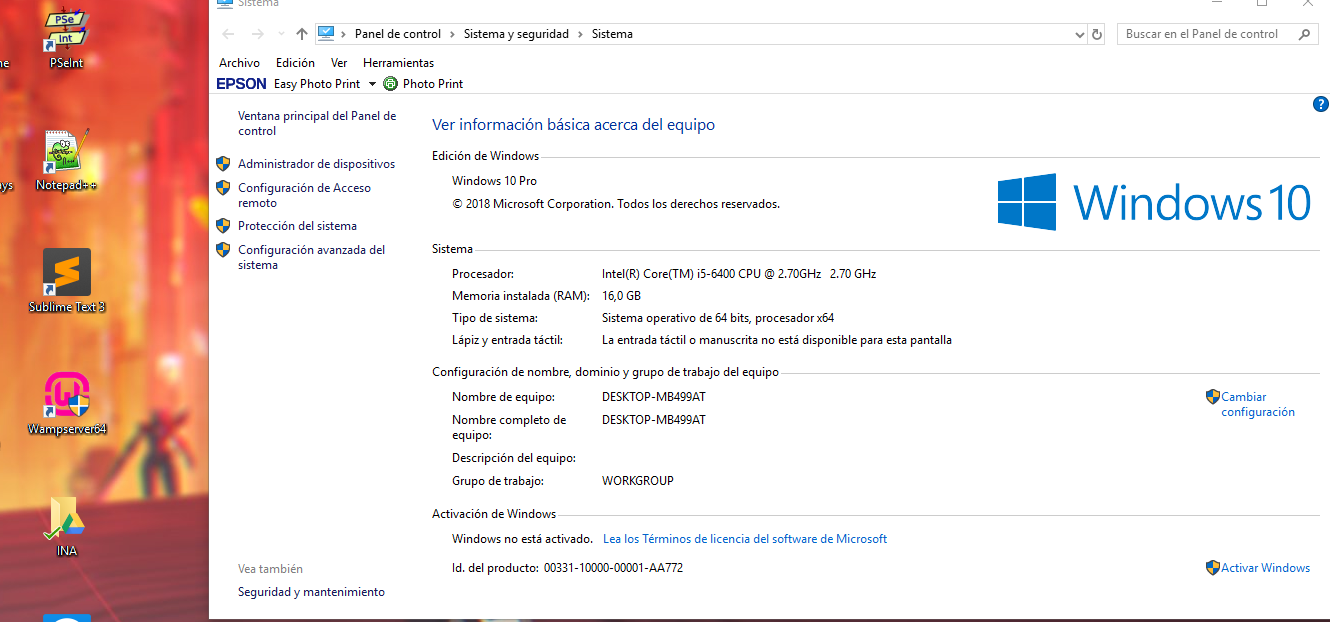 Sistema
Panel de control › Sistema y seguridad › Sistema
Buscar en el Panel de control
Archivo Edición Ver Herramientas
EPSON Easy Photo Print Photo Print
PSe
Int
PSeInt
Notepad++
Sublime Text 3
Wampserver64
INA
Ventana principal del Panel de
control
Administrador de dispositivos
Configuración de Acceso
remoto
Protección del sistema
Configuración avanzada del
sistema
Vea también
Seguridad y mantenimiento
?
Ver información básica acerca del equipo
Edición de Windows
Windows 10 Pro
© 2018 Microsoft Corporation. Todos los derechos reservados.
Windows 10
Sistema
Procesador: Intel(R) Core(TM) i5-6400 CPU @ 2.70GHz 2.70 GHz
Memoria instalada (RAM): 16,0 GB
Tipo de sistema: Sistema operativo de 64 bits, procesador x64
Lápiz y entrada táctil: La entrada táctil o manuscrita no está disponible para esta pantalla
Configuración de nombre, dominio y grupo de trabajo del equipo
Nombre de equipo: DESKTOP-MB499AT
Cambiar
configuración
Nombre completo de
equipo: DESKTOP-MB499AT
Descripción del equipo:
Grupo de trabajo: WORKGROUP
Activación de Windows
Windows no está activado. Lea los Términos de licencia del software de Microsoft
Id. del producto: 00331-10000-00001-AA772
Activar Windows